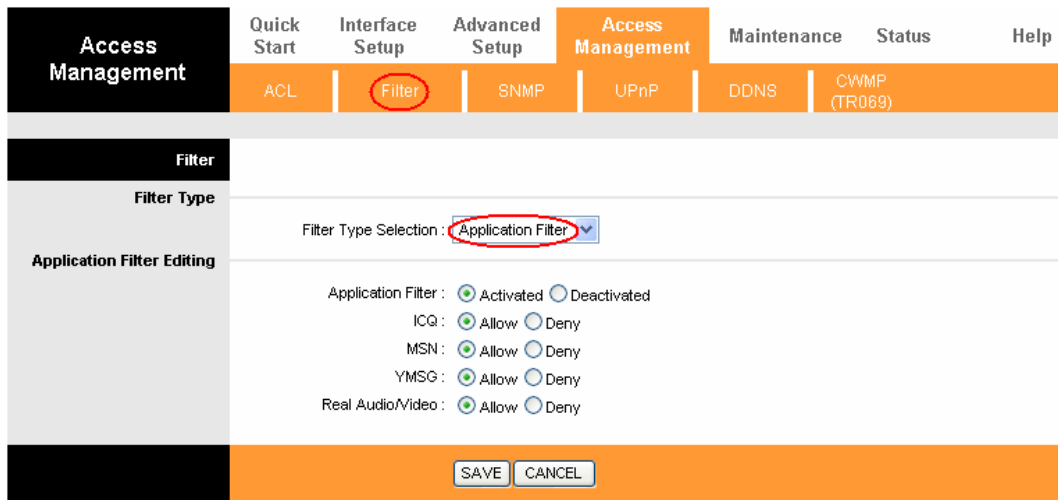 Access Management
Quick Start
Interface Setup
Advanced Setup
Access Management
Maintenance
Status
Help
ACL
Filter
SNMP
UPnP
DDNS
CWMP (TR069)
Filter
Filter Type
Filter Type Selection : Application Filter
Application Filter Editing
Application Filter : Activated Deactivated
ICQ : Allow Deny
MSN : Allow Deny
YMSG : Allow Deny
Real Audio/Video : Allow Deny
SAVE CANCEL